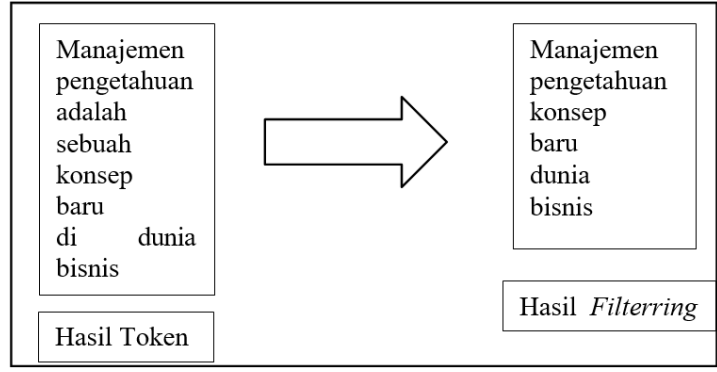 Manajemen
pengetahuan
adalah
sebuah
konsep
baru
di dunia
bisnis
Hasil Token
Manajemen
pengetahuan
konsep
baru
dunia
bisnis
Hasil Filterring